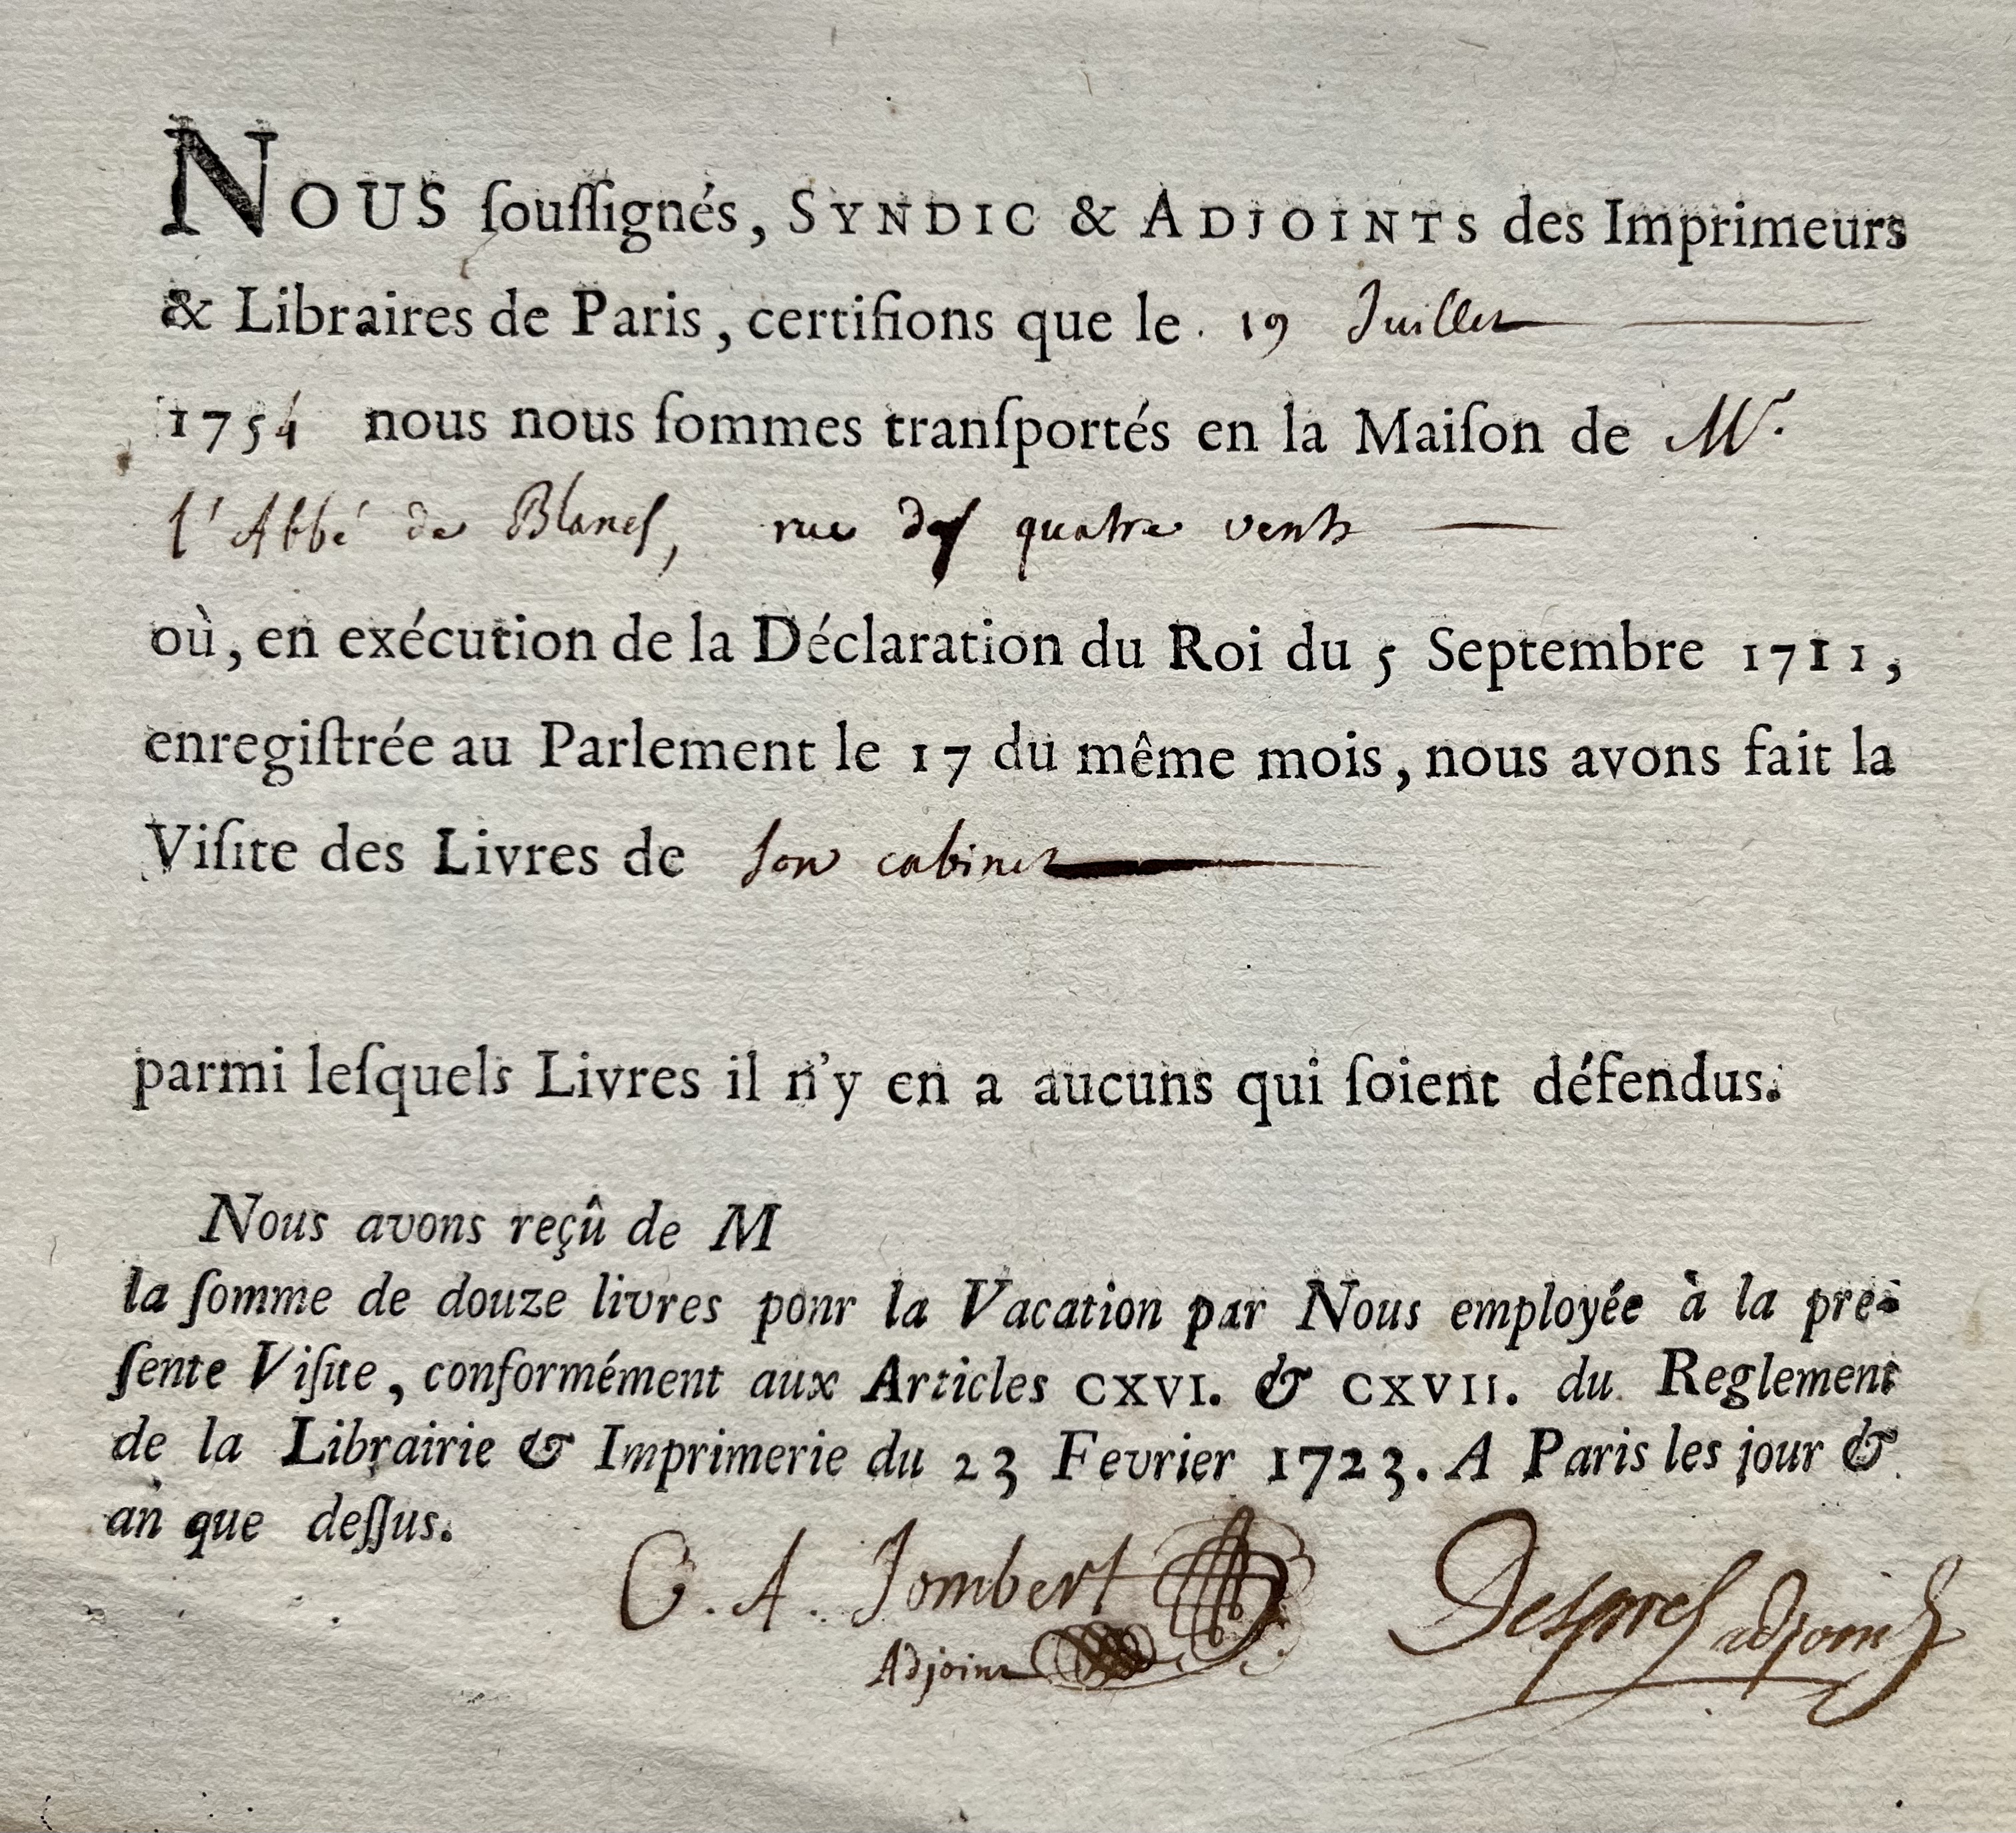 NOUS ſouſſignés, SYNDIC & ADJOINTS des Imprimeurs
& Libraires de Paris, certifions que le 19 Juillet
1754 nous nous ſommes tranſportés en la Maiſon de Mr.
l'Abbé de Blanes, rue des quatre vents
où, en exécution de la Déclaration du Roi du 5 Septembre 1711,
enregiſtrée au Parlement le 17 du même mois, nous avons fait la
Viſite des Livres de son cabinet
parmi leſquels Livres il n'y en a aucuns qui ſoient défendus.
Nous avons reçû de M
la ſomme de douze livres ponr la Vacation par Nous employée à la pre-
ſente Viſite, conformément aux Articles CXVI. & CXVII. du Reglement
de la Librairie & Imprimerie du 23 Fevrier 1723. A Paris les jour &
an que deſſus.
C. A. Jombert Despres adjoint
Adjoint